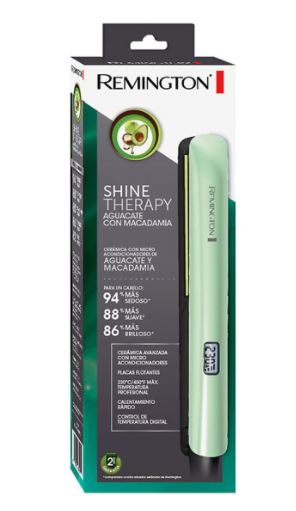 REMINGTON
SHINE
THERAPY
AGUACATE
CON MACADAMIA
CERÁMICA CON MICRO
ACONDICIONADORES DE
AGUACATE Y
MACADAMIA
PARA UN CABELLO:
94% MÁS
SEDOSO*
88% MÁS
SUAVE*
86% MÁS
BRILLOSO*
CERÁMICA AVANZADA
CON MICRO
ACONDICIONADORES
PLACAS FLOTANTES
230°C/450°F MÁX.
TEMPERATURA
PROFESIONAL
CALENTAMIENTO
RÁPIDO
CONTROL DE
TEMPERATURA DIGITAL
REMINGTON
2